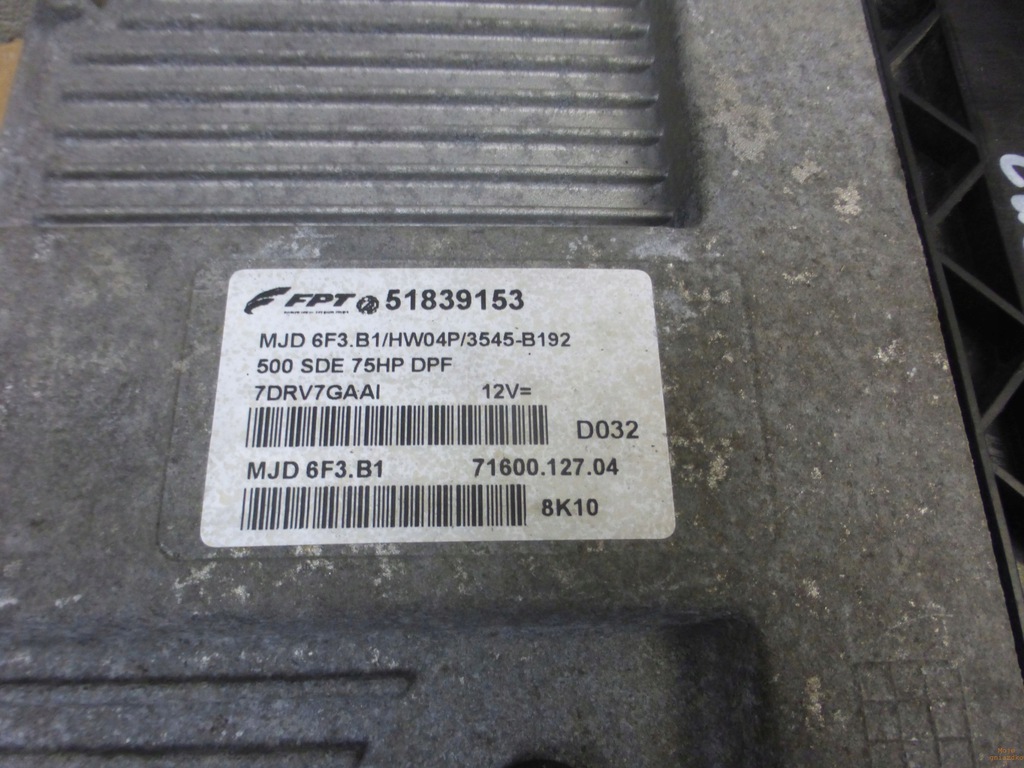 FPT 51839153
MJD 6F3.B1/HW04P/3545-B192
500 SDE 75HP DPF
7DRV7GAAI 12V=
D032
MJD 6F3.B1 71600.127.04
8K10